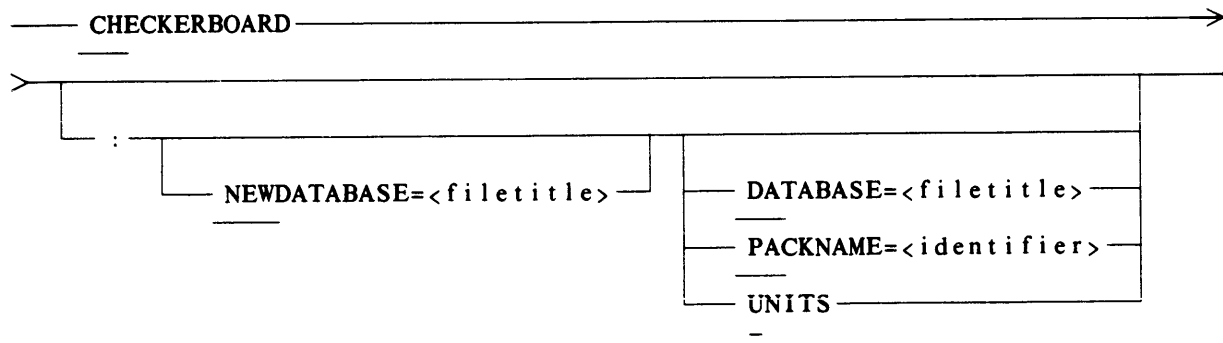 CHECKERBOARD
:
NEWDATABASE=<filetitle>
DATABASE=<filetitle>
PACKNAME=<identifier>
UNITS